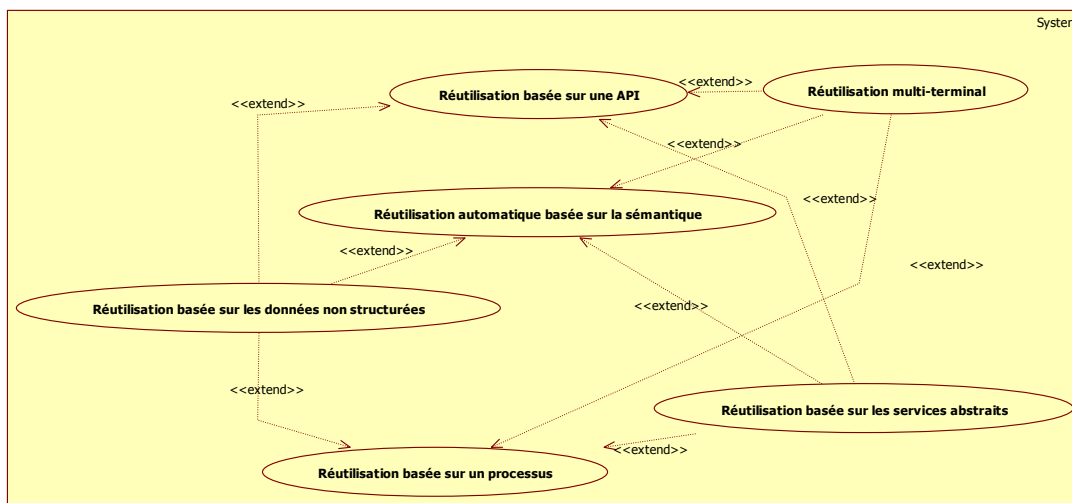 System
<<extend>>
Réutilisation basée sur une API
Réutilisation multi-terminal
<<extend>>
<<extend>>
<<extend>>
Réutilisation automatique basée sur la sémantique
<<extend>>
<<extend>>
<<extend>>
Réutilisation basée sur les données non structurées
<<extend>>
<<extend>>
Réutilisation basée sur les services abstraits
<<extend>>
Réutilisation basée sur un processus